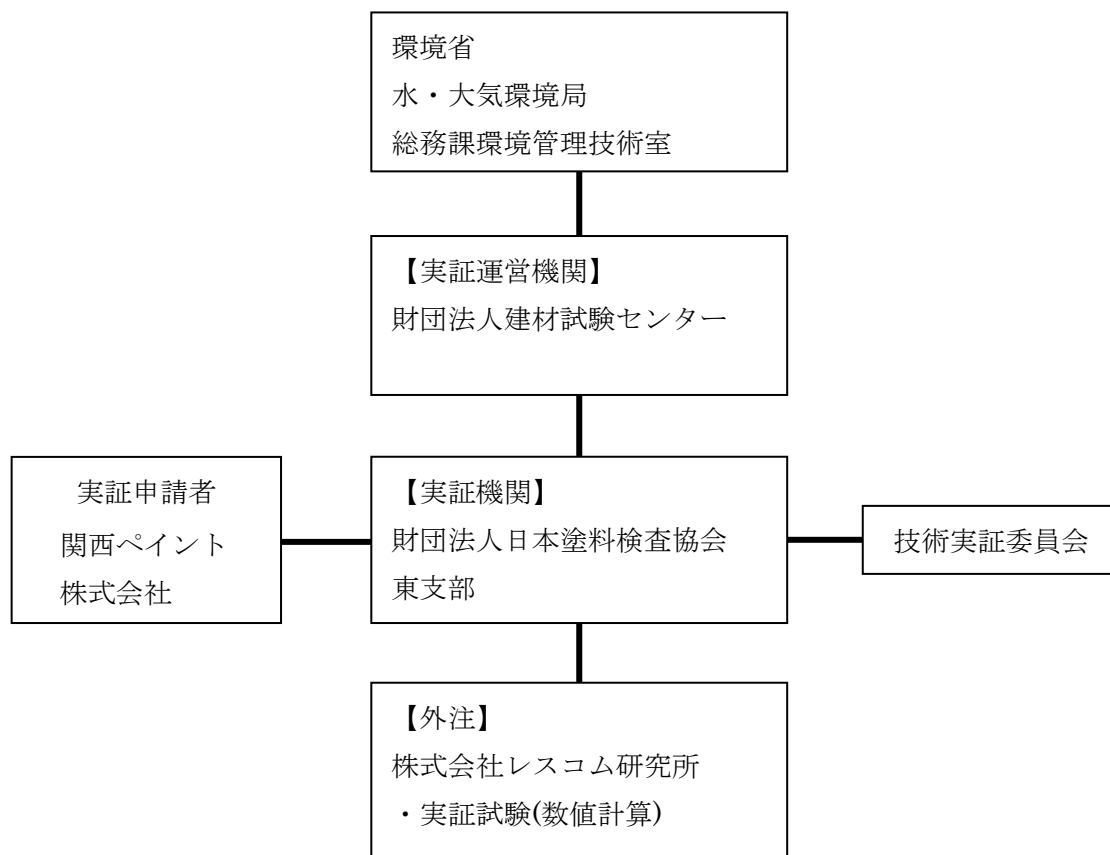 環境省
水・大気環境局
総務課環境管理技術室
【実証運営機関】
財団法人建材試験センター
実証申請者
関西ペイント
株式会社
【実証機関】
財団法人日本塗料検査協会
東支部
技術実証委員会
【外注】
株式会社レスコム研究所
・実証試験(数値計算)